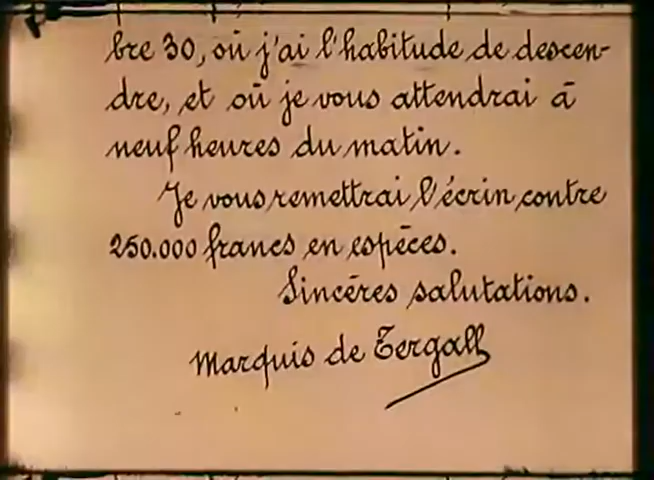 bre 30, où j'ai l'habitude de descen-
dre, et où je vous attendrai à
neuf heures du matin.
Je vous remettrai l'écrin contre
250.000 francs en espèces.
Sincères salutations.
Marquis de Tergall